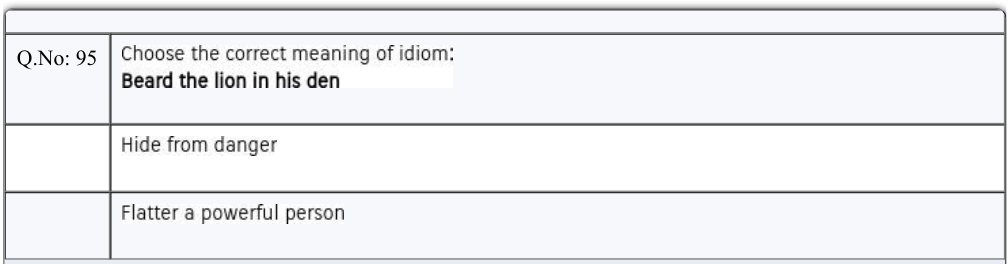 Q.No: 95
Choose the correct meaning of idiom:
Beard the lion in his den
Hide from danger
Flatter a powerful person